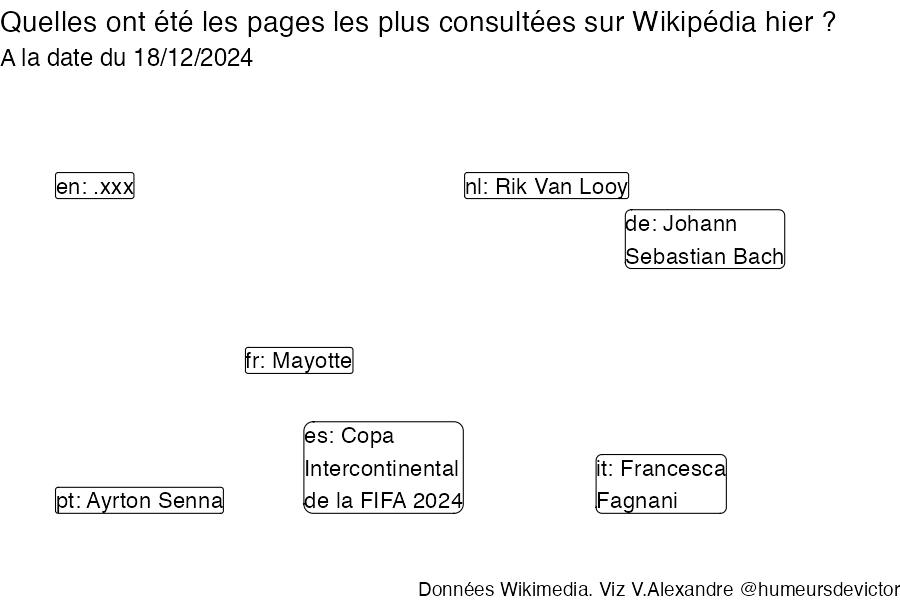 Quelles ont été les pages les plus consultées sur Wikipédia hier ?
A la date du 18/12/2024
en: .xxx
nl: Rik Van Looy
de: Johann
Sebastian Bach
fr: Mayotte
es: Copa
Intercontinental
de la FIFA 2024
it: Francesca
Fagnani
pt: Ayrton Senna
Données Wikimedia. Viz V.Alexandre @humeursdevictor